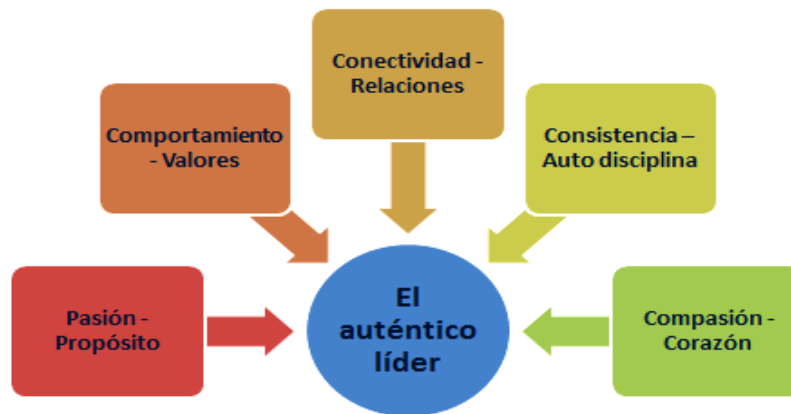 Conectividad -
Relaciones
Comportamiento
- Valores
Consistencia –
Auto disciplina
Pasión -
Propósito
El
auténtico
líder
Compasión -
Corazón